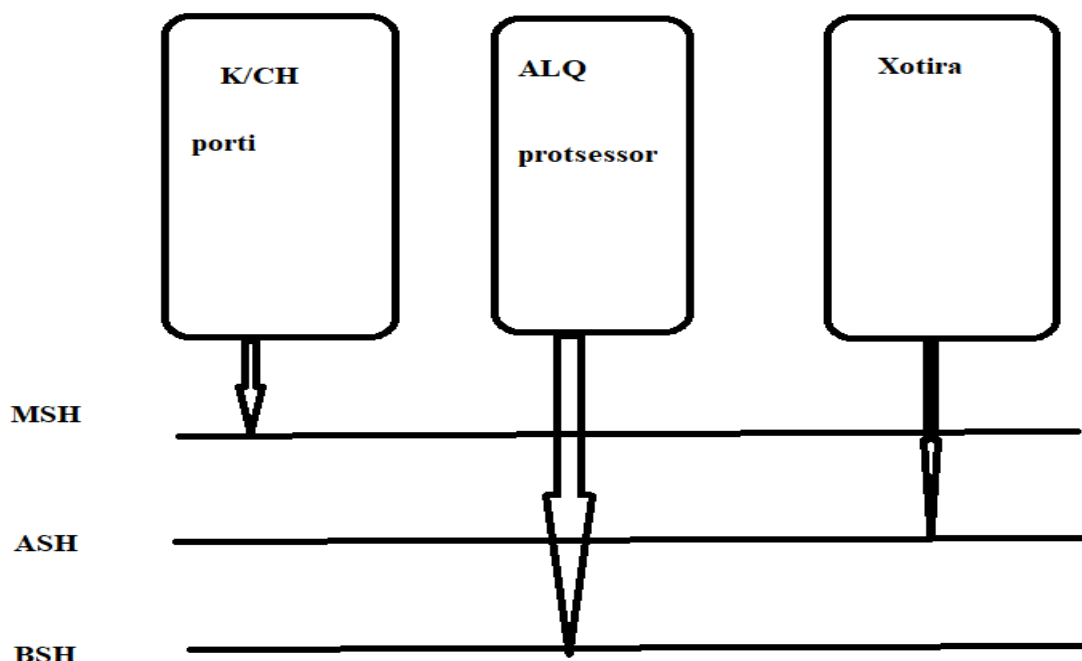 K/CH
porti
ALQ
protsessor
Xotira
MSH
ASH
BSH